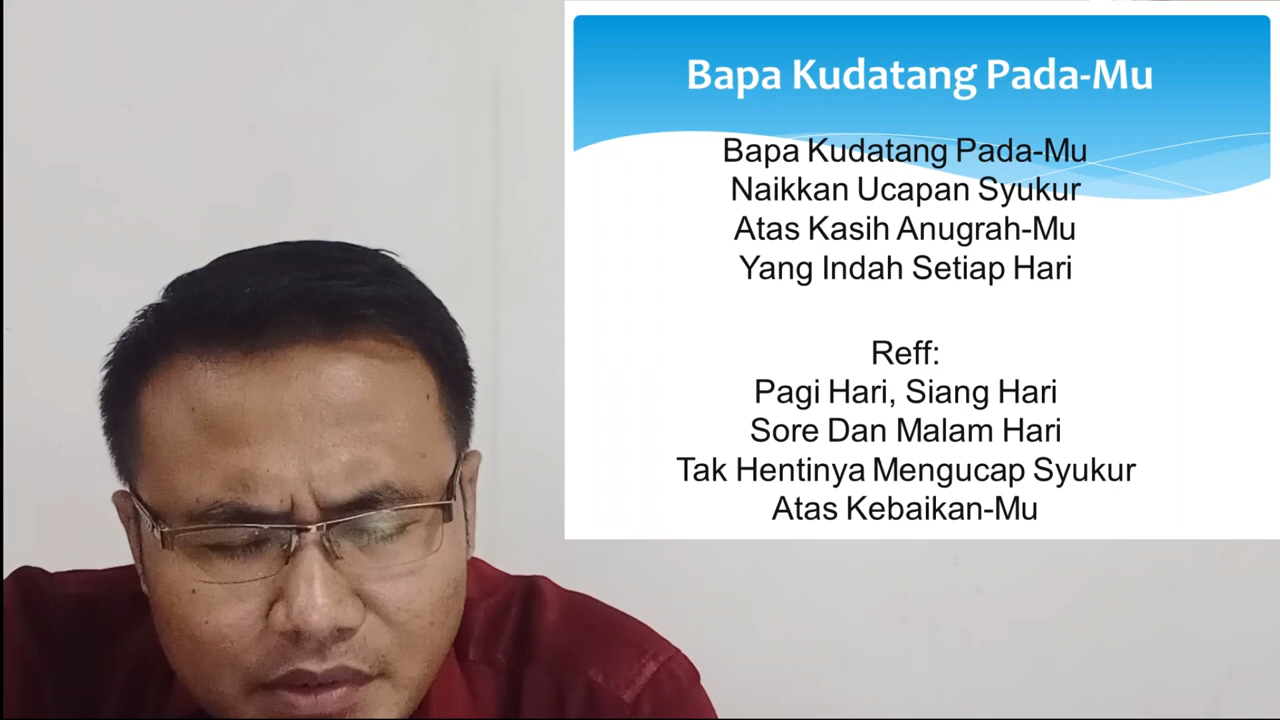 Bapa Kudatang Pada-Mu
Bapa Kudatang Pada-Mu
Naikkan Ucapan Syukur
Atas Kasih Anugrah-Mu
Yang Indah Setiap Hari
Reff:
Pagi Hari, Siang Hari
Sore Dan Malam Hari
Tak Hentinya Mengucap Syukur
Atas Kebaikan-Mu